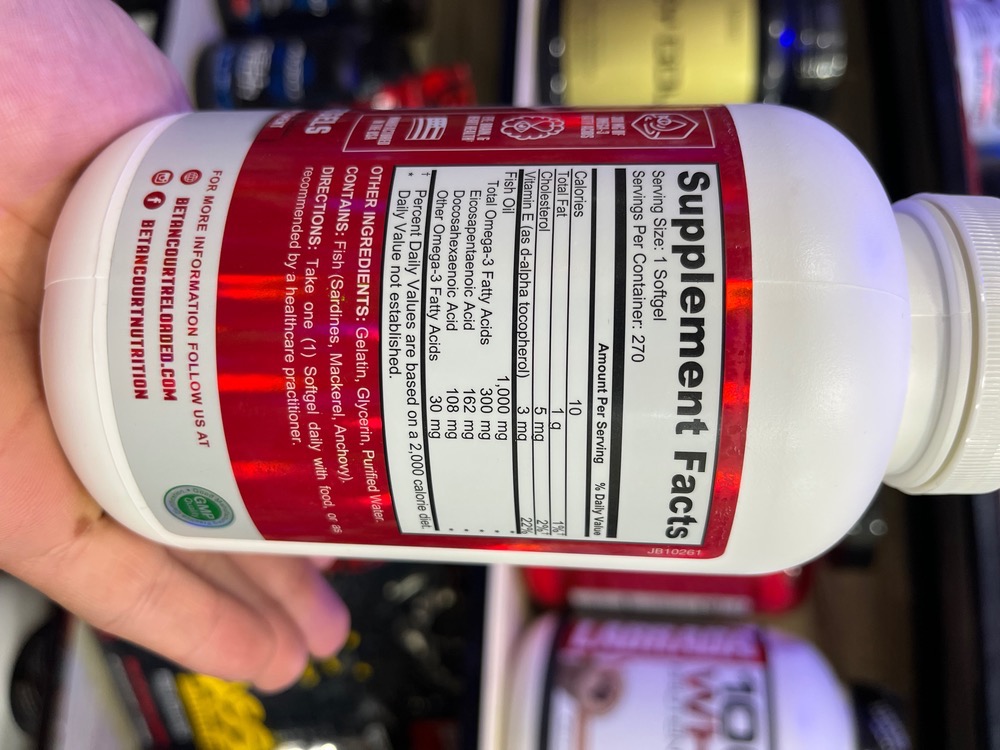 Supplement Facts
Serving Size: 1 Softgel
Servings Per Container: 270
Amount Per Serving % Daily Value
Calories 10
Total Fat 1 g 1%†
Cholesterol 5 mg 2%†
Vitamin E (as d-alpha tocopherol) 3 mg 22%
Fish Oil 1,000 mg *
Total Omega-3 Fatty Acids 300 mg *
Eicosapentaenoic Acid 162 mg *
Docosahexaenoic Acid 108 mg *
Other Omega-3 Fatty Acids 30 mg *
† Percent Daily Values are based on a 2,000 calorie diet.
* Daily Value not established.
OTHER INGREDIENTS: Gelatin, Glycerin, Purified Water.
CONTAINS: Fish (Sardines, Mackerel, Anchovy).
DIRECTIONS: Take one (1) Softgel daily with food, or as
recommended by a healthcare practitioner.
JB10261
FOR MORE INFORMATION FOLLOW US AT
BETANCOURTRELOADED.COM
BETANCOURTNUTRITION
GMP